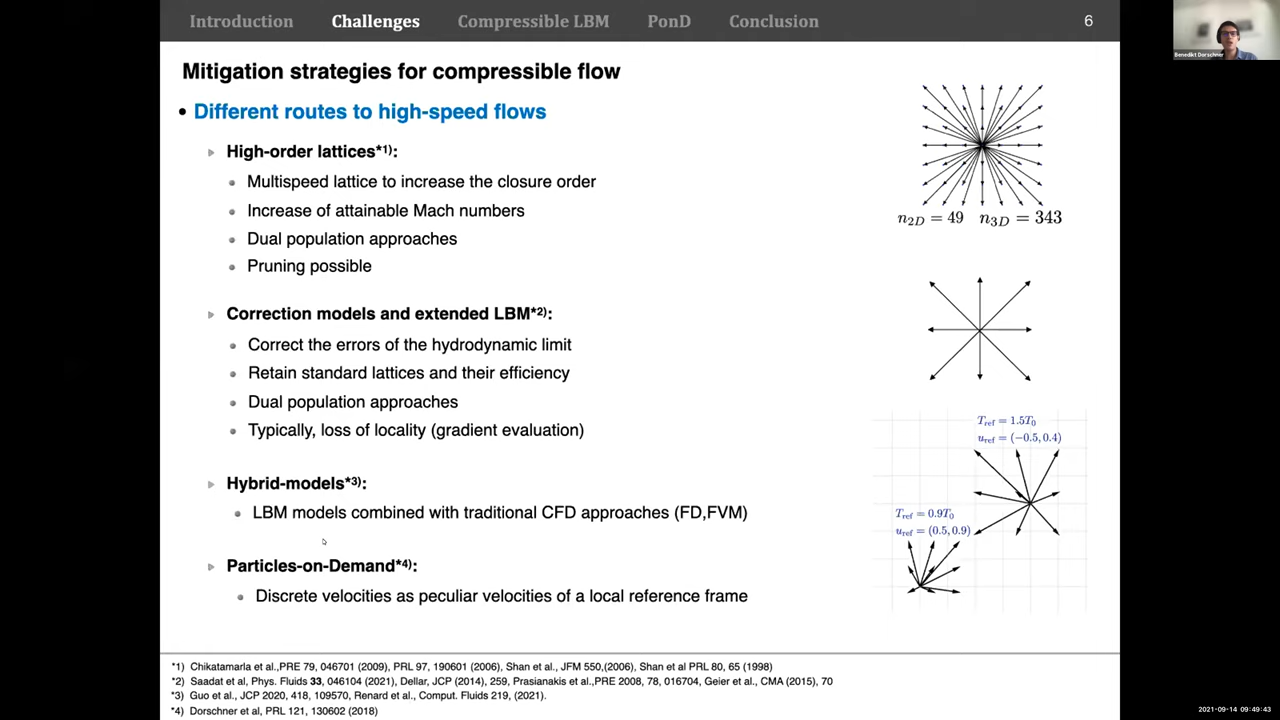 Introduction Challenges Compressible LBM PonD Conclusion 6
Benedikt Dorschner
Mitigation strategies for compressible flow
• Different routes to high-speed flows
High-order lattices*1):
Multispeed lattice to increase the closure order
Increase of attainable Mach numbers
Dual population approaches
Pruning possible
n2D = 49 n3D = 343
Correction models and extended LBM*2):
Correct the errors of the hydrodynamic limit
Retain standard lattices and their efficiency
Dual population approaches
Typically, loss of locality (gradient evaluation)
Hybrid-models*3):
LBM models combined with traditional CFD approaches (FD,FVM)
Particles-on-Demand*4):
Discrete velocities as peculiar velocities of a local reference frame
Tref = 1.5T0
uref = (−0.5, 0.4)
Tref = 0.9T0
uref = (0.5, 0.9)
*1) Chikatamarla et al.,PRE 79, 046701 (2009), PRL 97, 190601 (2006), Shan et al., JFM 550,(2006), Shan et al PRL 80, 65 (1998)
*2) Saadat et al, Phys. Fluids 33, 046104 (2021), Dellar, JCP (2014), 259, Prasianakis et al.,PRE 2008, 78, 016704, Geier et al., CMA (2015), 70
*3) Guo et al., JCP 2020, 418, 109570, Renard et al., Comput. Fluids 219, (2021).
*4) Dorschner et al, PRL 121, 130602 (2018)
2021-09-14 09:49:43